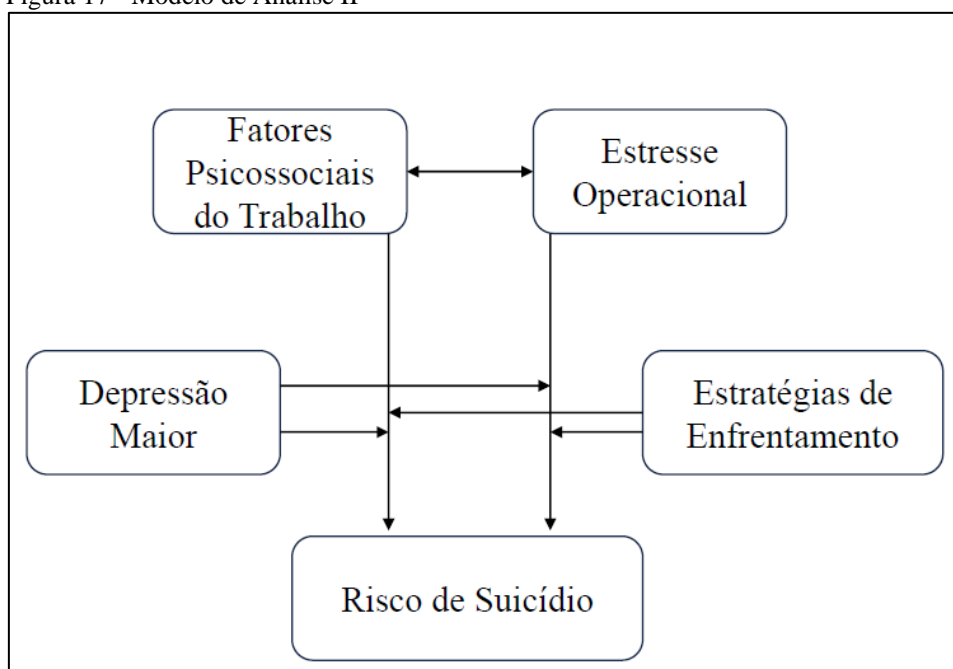 Figura 17 - Modelo de Análise II
Fatores
Psicossociais
do Trabalho
Estresse
Operacional
Depressão
Maior
Estratégias de
Enfrentamento
Risco de Suicídio